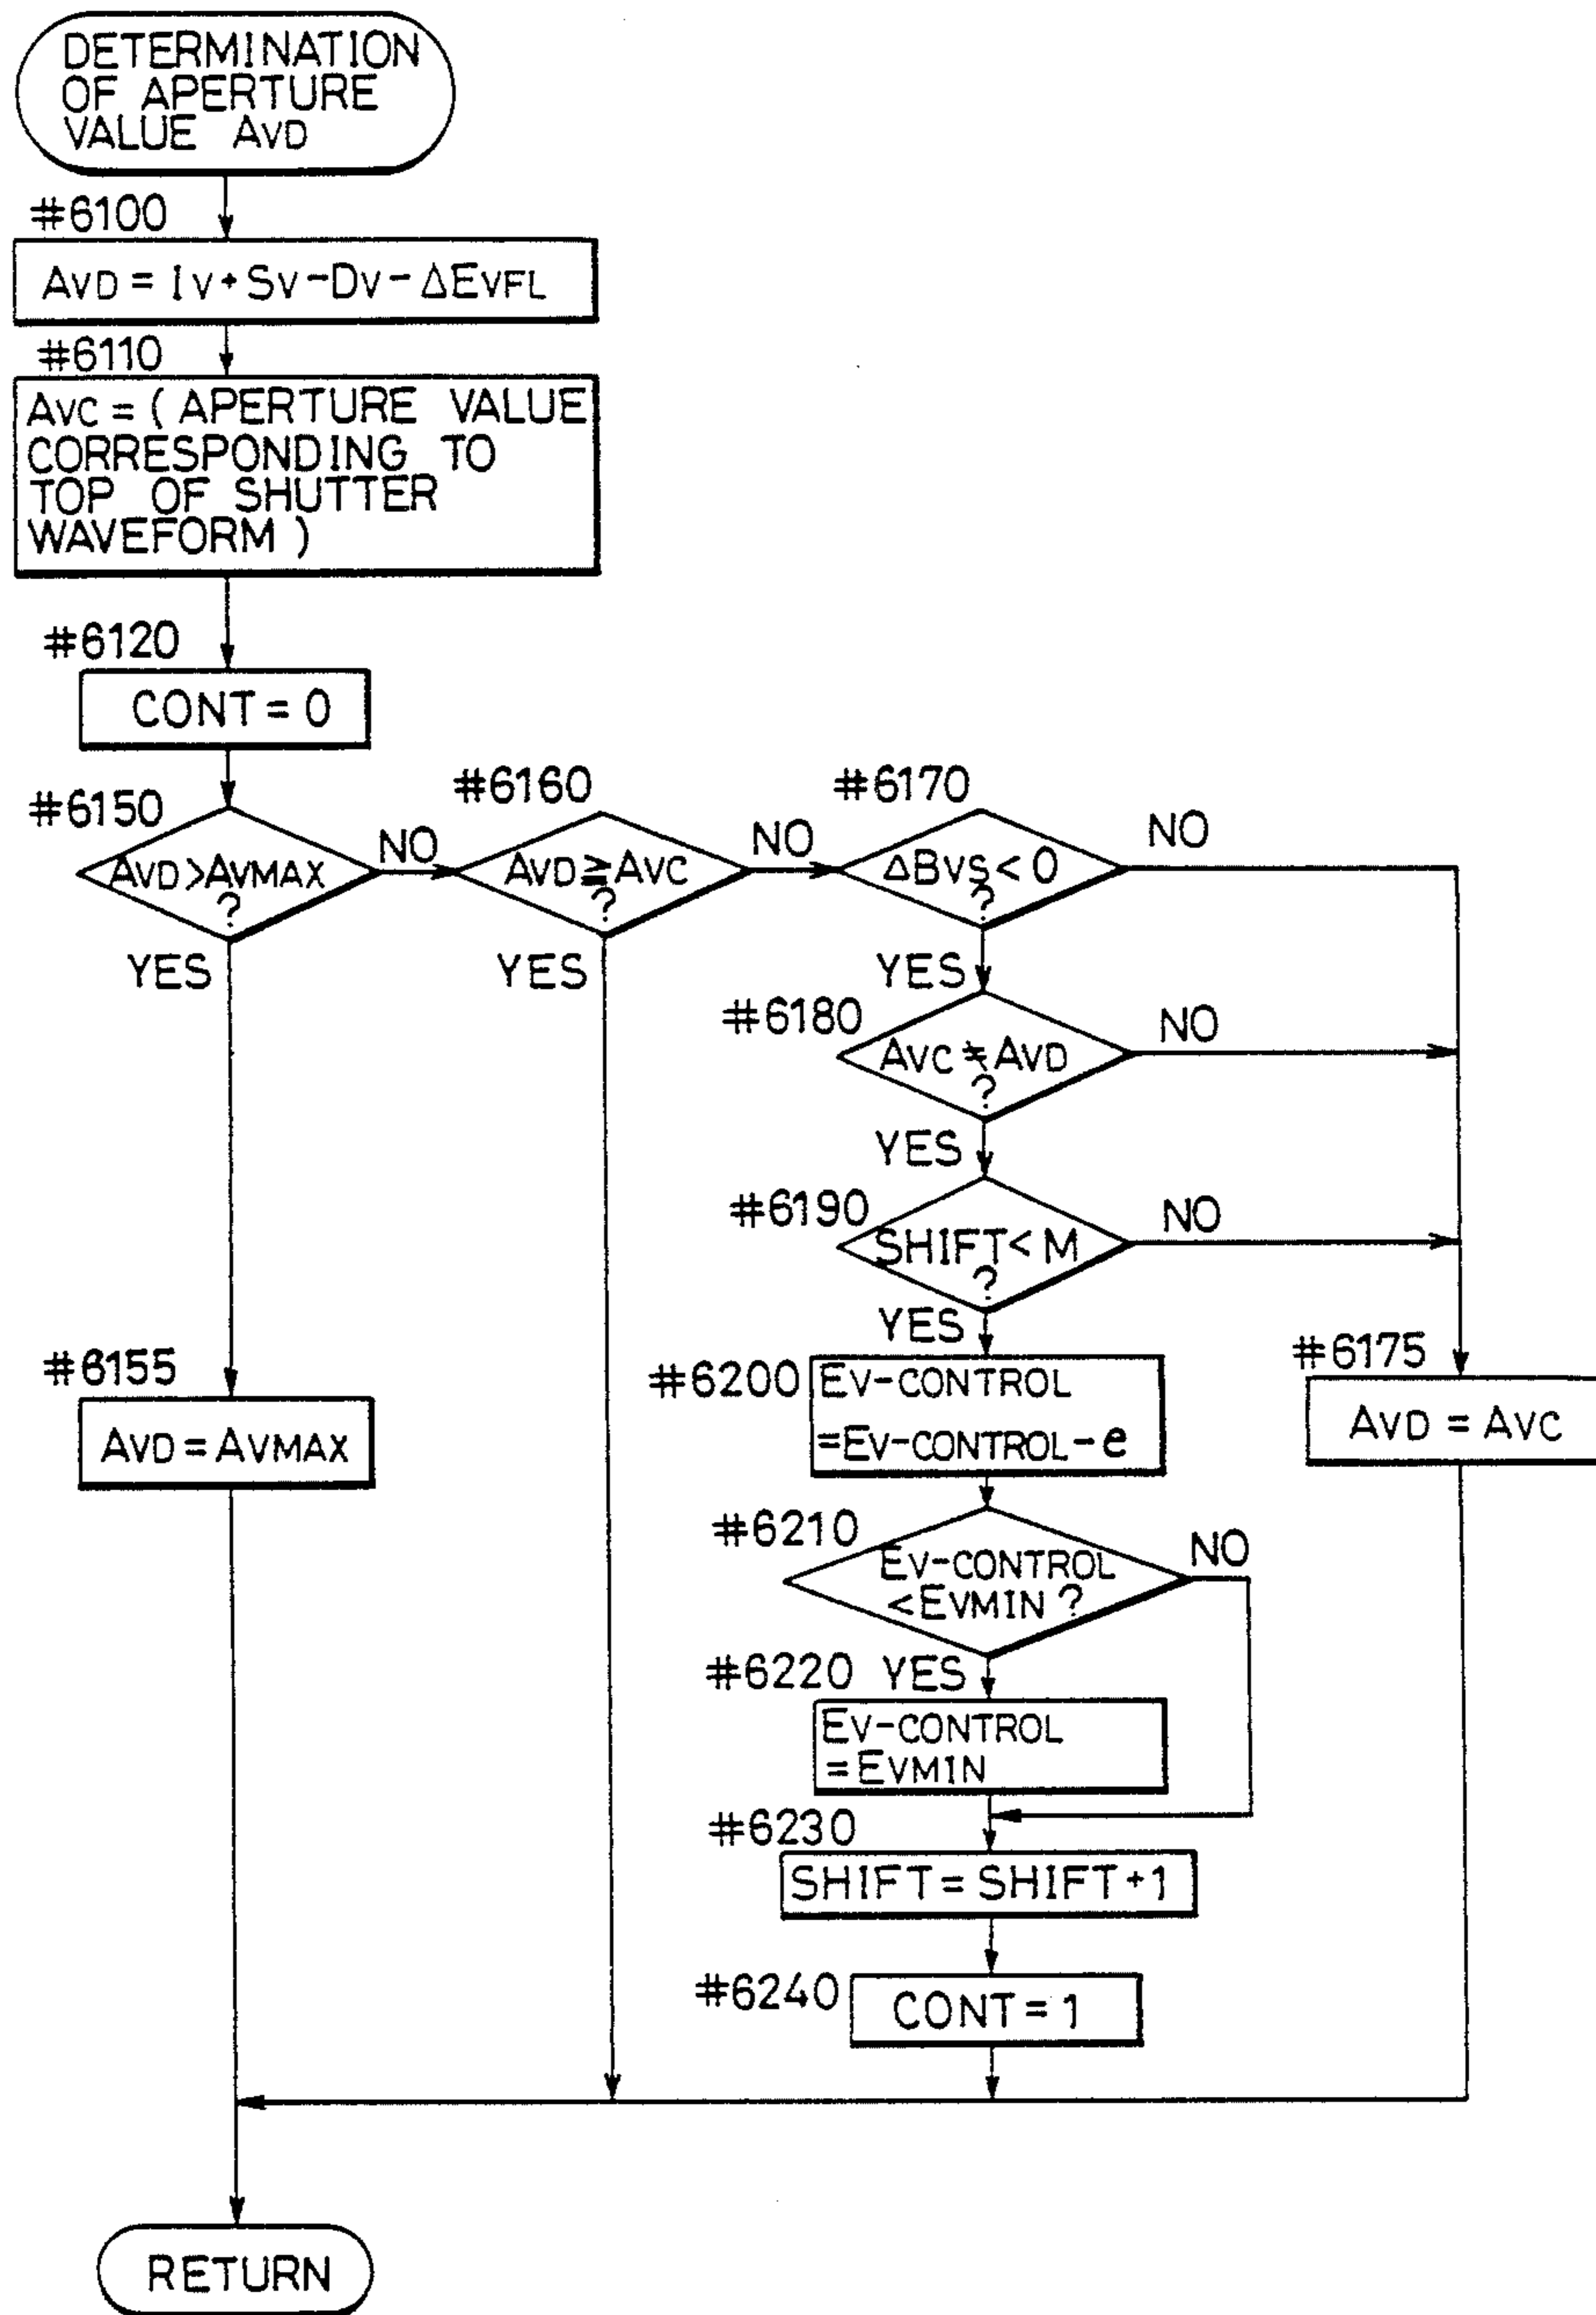 DETERMINATION
OF APERTURE
VALUE AVD
#6100
AVD = IV+SV-DV-ΔEVFL
#6110
AVC = ( APERTURE VALUE
CORRESPONDING TO
TOP OF SHUTTER
WAVEFORM )
#6120
CONT = 0
#6150
AVD>AVMAX
?
NO
YES
#6160
AVD≧AVC
?
NO
YES
#6170
ΔBVS<0
?
NO
YES
#6180
AVC≠AVD
?
NO
YES
#6190
SHIFT<M
?
NO
YES
#6155
AVD=AVMAX
#6200
EV-CONTROL
=EV-CONTROL-e
#6175
AVD = AVC
#6210
EV-CONTROL
<EVMIN ?
NO
#6220
YES
EV-CONTROL
=EVMIN
#6230
SHIFT=SHIFT+1
#6240
CONT=1
RETURN